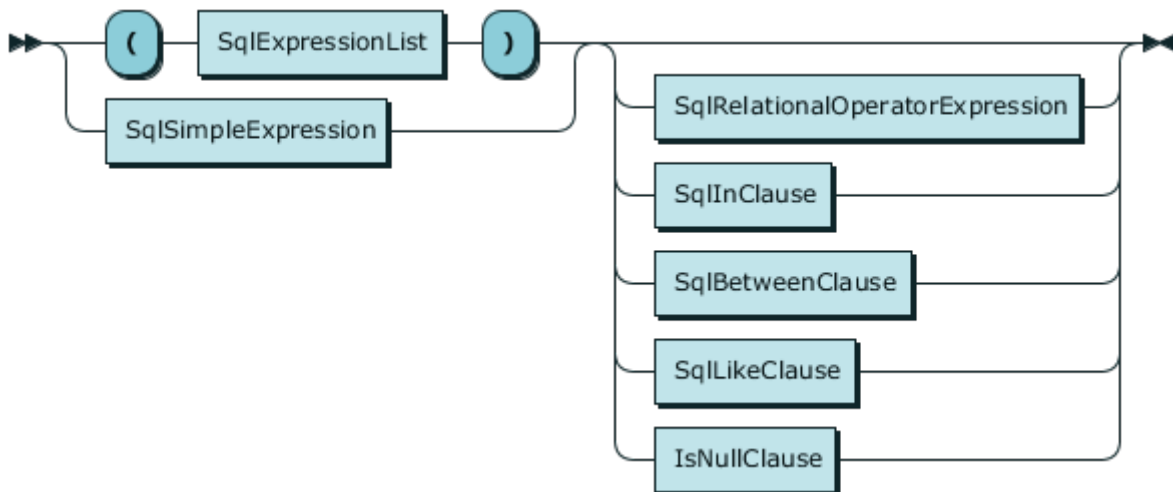 ( SqlExpressionList )
SqlSimpleExpression
SqlRelationalOperatorExpression
SqlInClause
SqlBetweenClause
SqlLikeClause
IsNullClause